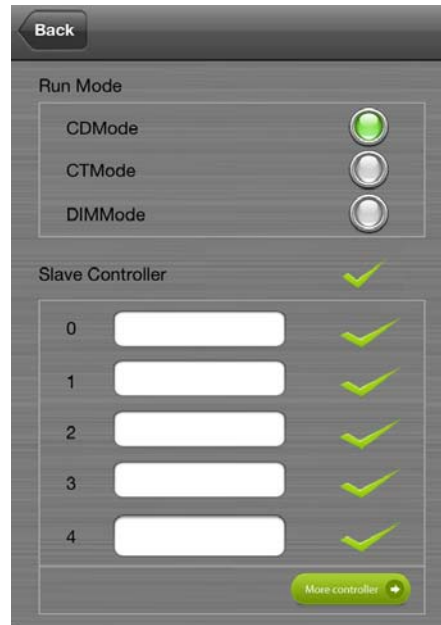 Back
Run Mode
CDMode
CTMode
DIMMode
Slave Controller
0
1
2
3
4
More controller